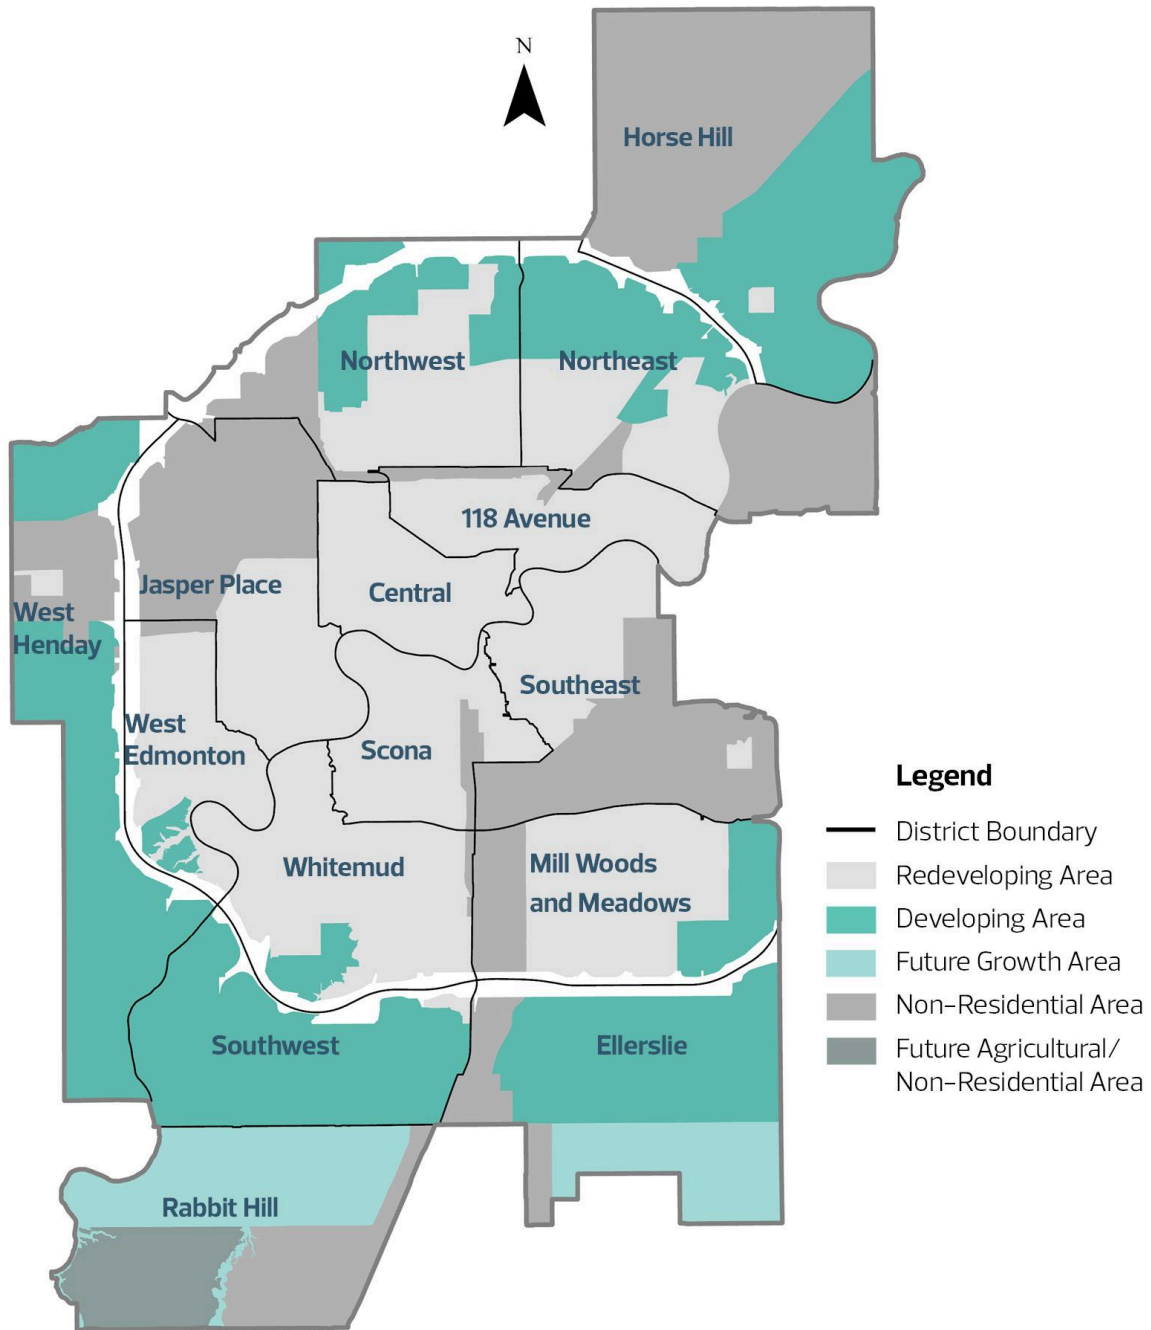 N
Horse Hill
Northwest
Northeast
118 Avenue
Jasper Place
Central
West
Henday
Southeast
West
Edmonton
Scona
Whitemud
Mill Woods
and Meadows
Southwest
Ellerslie
Rabbit Hill
Legend
District Boundary
Redeveloping Area
Developing Area
Future Growth Area
Non-Residential Area
Future Agricultural/
Non-Residential Area